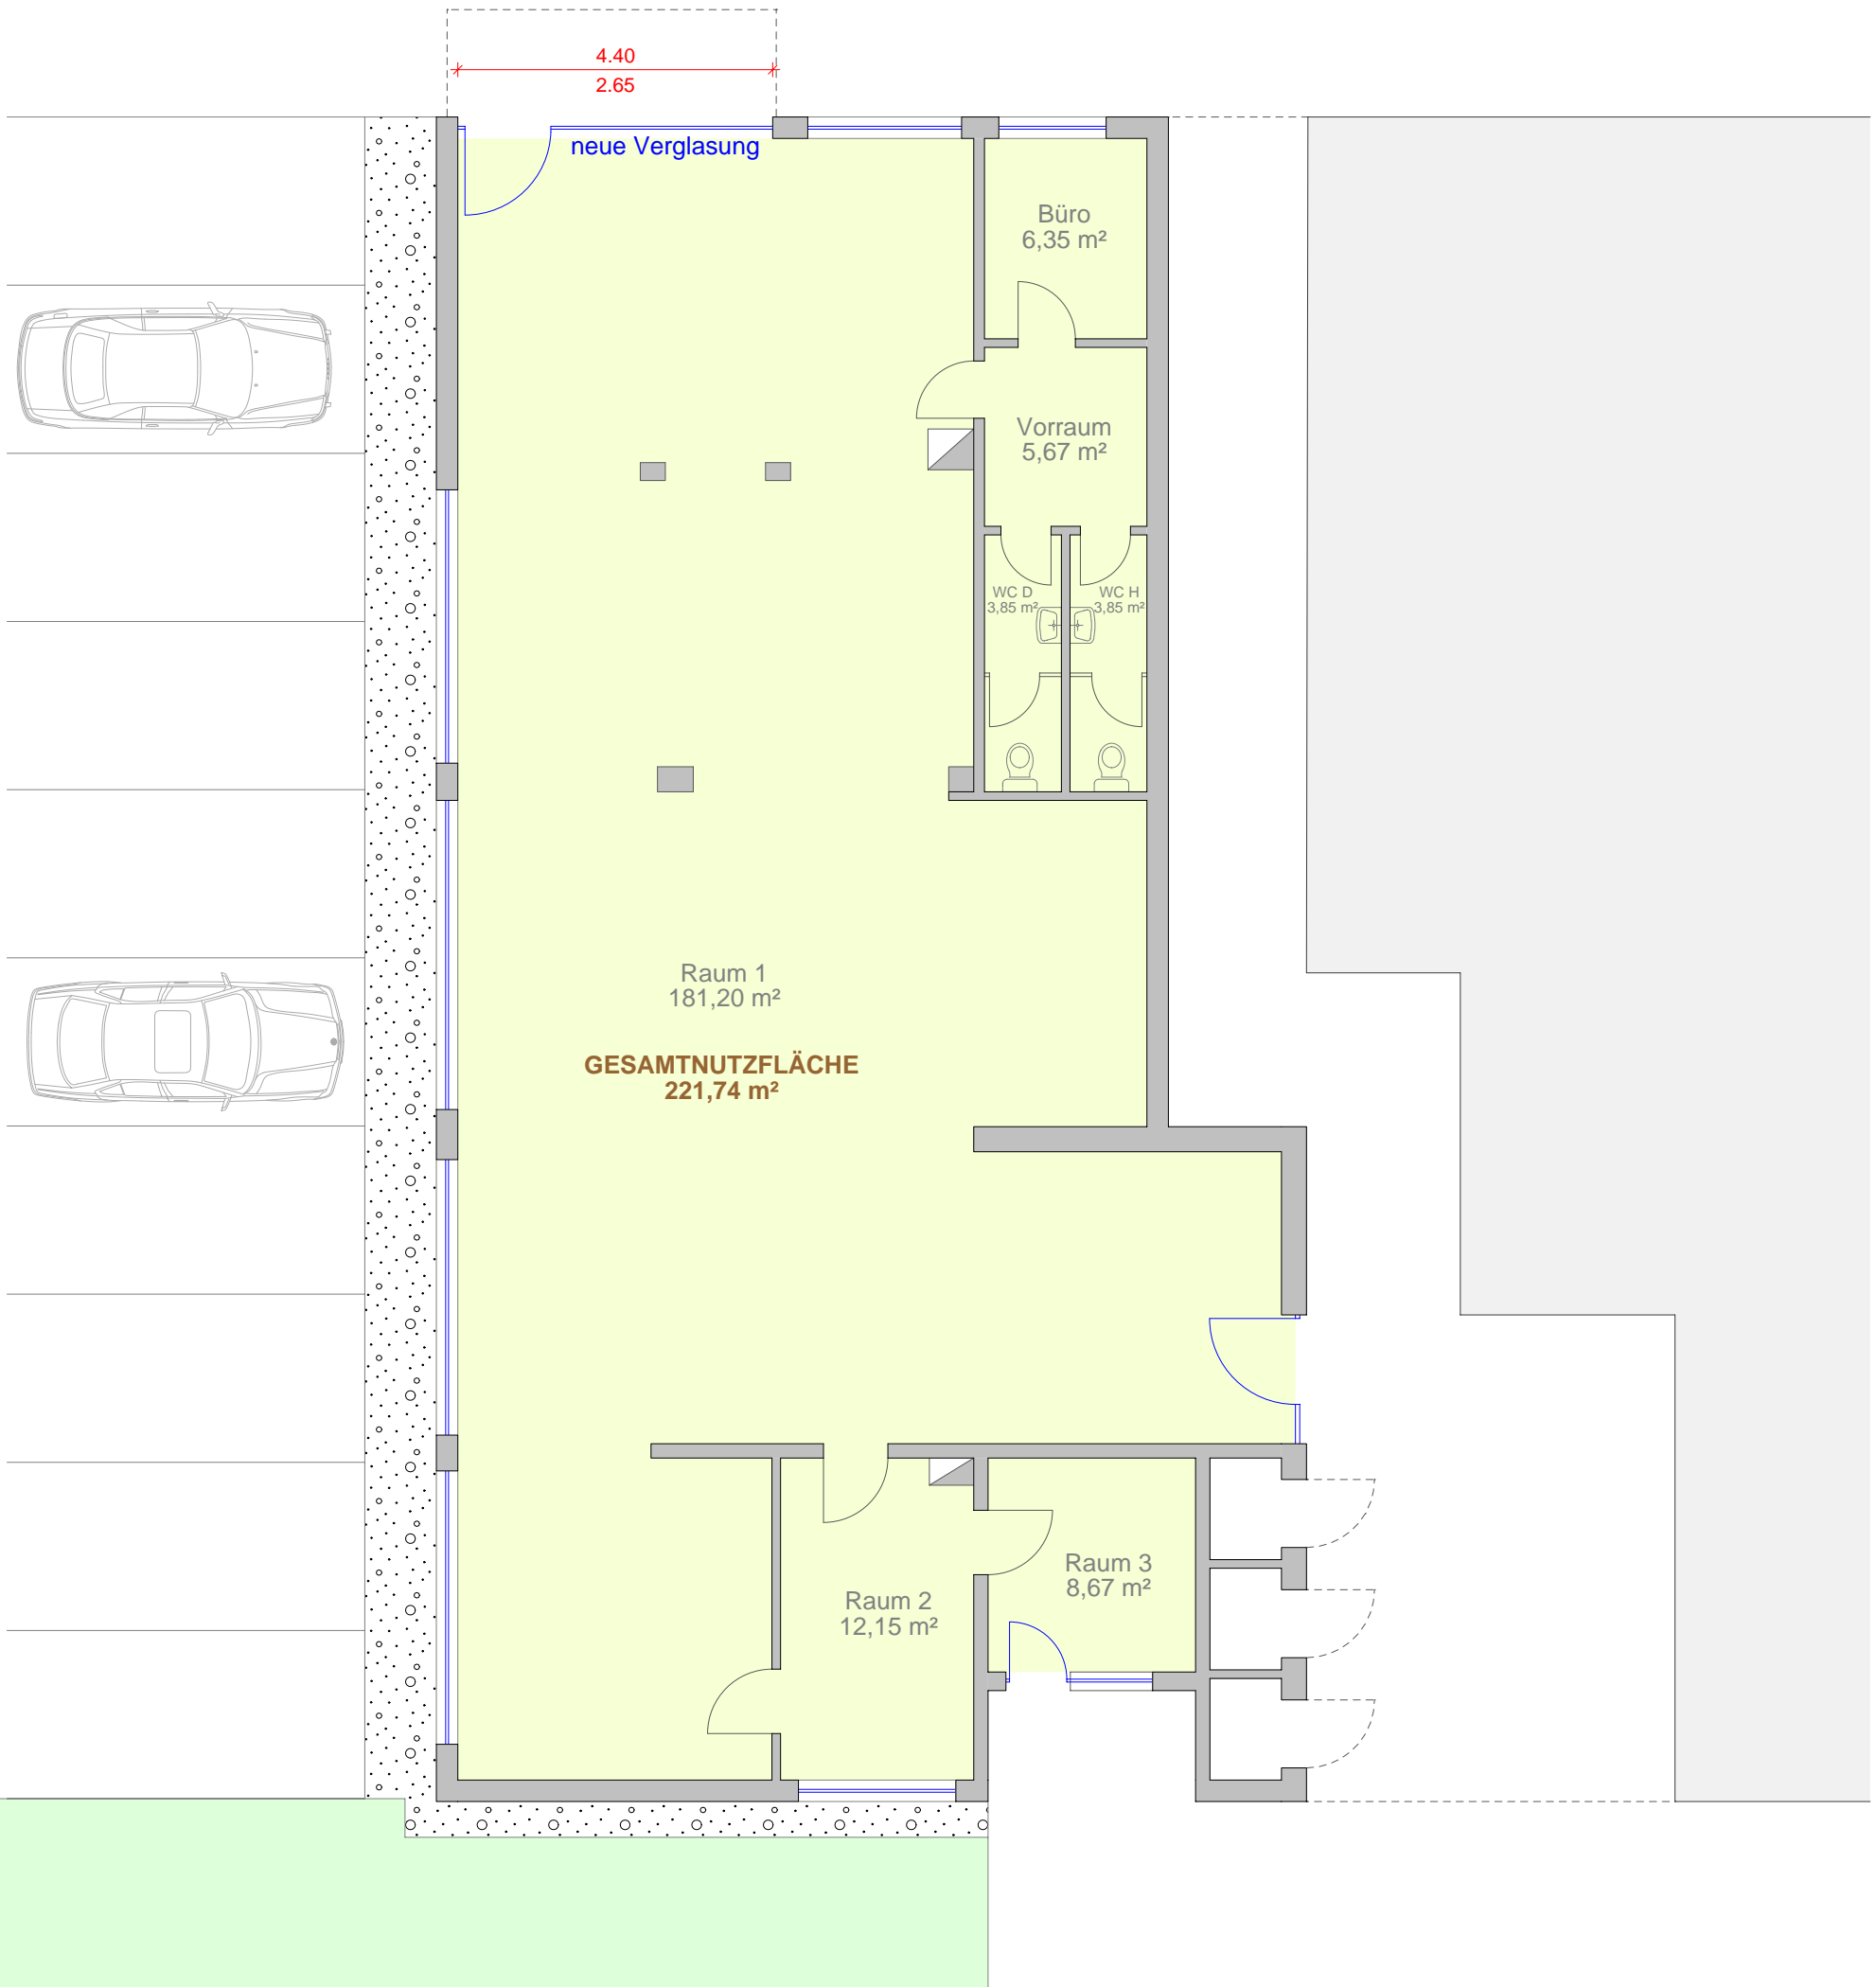 4.40
2.65
neue Verglasung
Büro
6,35 m²
Vorraum
5,67 m²
WC D
3,85 m²
WC H
3,85 m²
Raum 1
181,20 m²
GESAMTNUTZFLÄCHE
221,74 m²
Raum 3
8,67 m²
Raum 2
12,15 m²